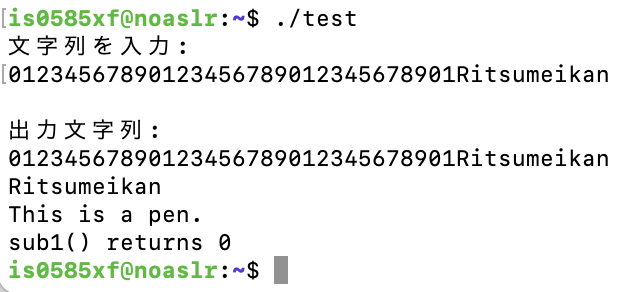 [is0585xf@noaslr:~$ ./test
文字列を入力:
[01234567890123456789012345678901Ritsumeikan
出力文字列:
01234567890123456789012345678901Ritsumeikan
Ritsumeikan
This is a pen.
sub1() returns 0
is0585xf@noaslr:~$